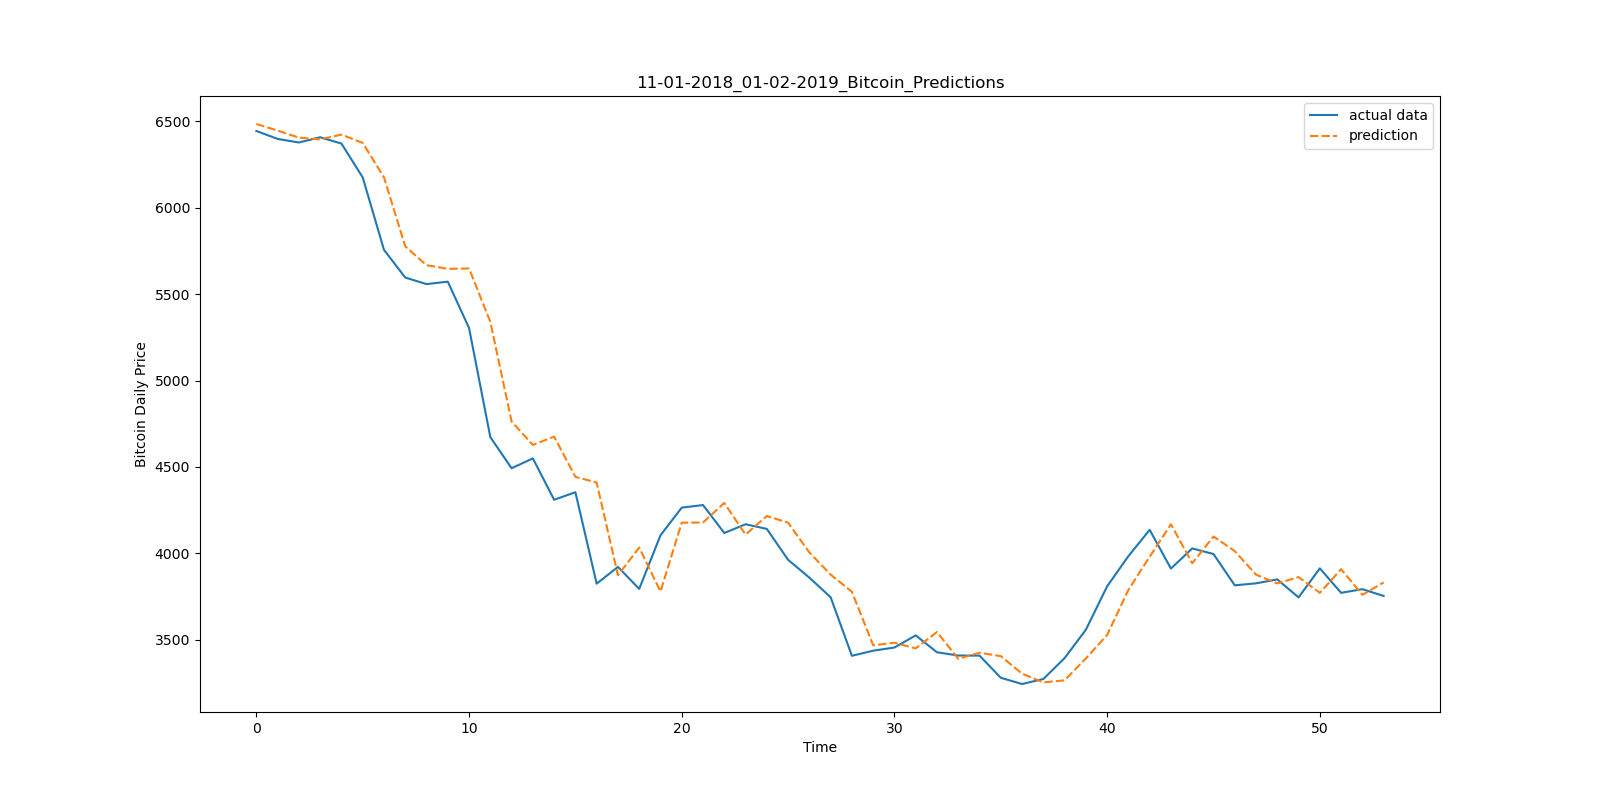 11-01-2018_01-02-2019_Bitcoin_Predictions
actual data
prediction
6500
6000
5500
5000
4500
4000
3500
Bitcoin Daily Price
0 10 20 30 40 50
Time